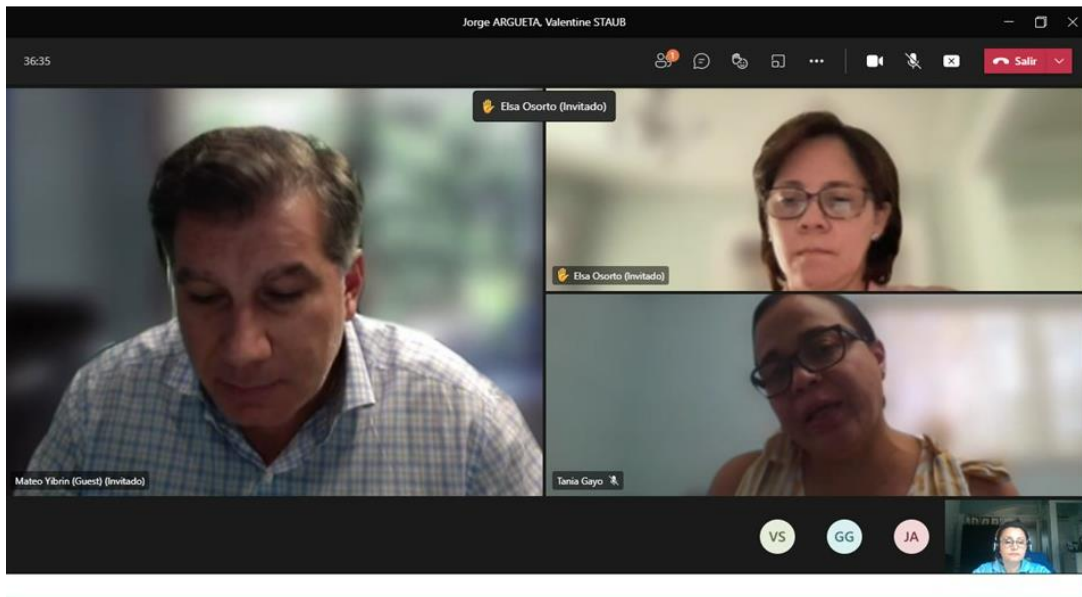 Jorge ARGUETA, Valentine STAUB
36:35
3
Salir
Elsa Osorto (Invitado)
Elsa Osorto (Invitado)
Mateo Yibrin (Guest) (Invitado)
Tania Gayo
VS
GG
JA